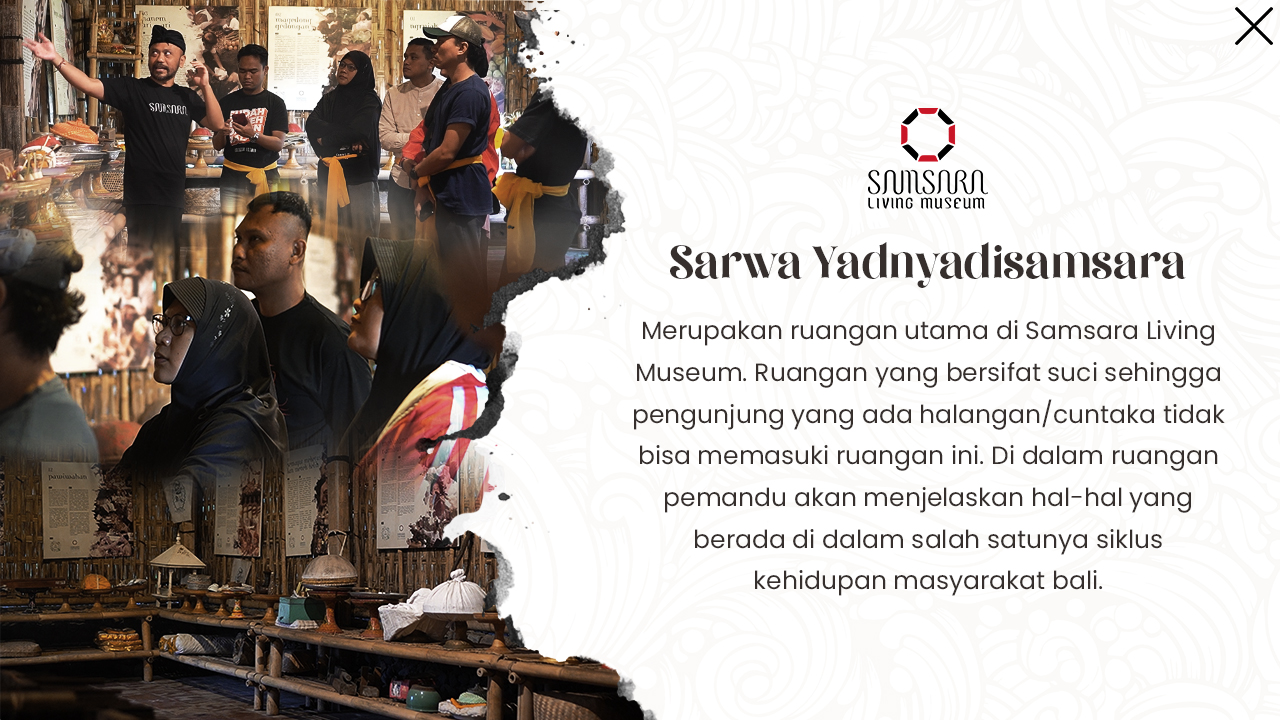 SAMSARA
LIVING MUSEUM
Sarwa Yadnyadisamsara
Merupakan ruangan utama di Samsara Living
Museum. Ruangan yang bersifat suci sehingga
pengunjung yang ada halangan/cuntaka tidak
bisa memasuki ruangan ini. Di dalam ruangan
pemandu akan menjelaskan hal-hal yang
berada di dalam salah satunya siklus
kehidupan masyarakat bali.
SAMSARA